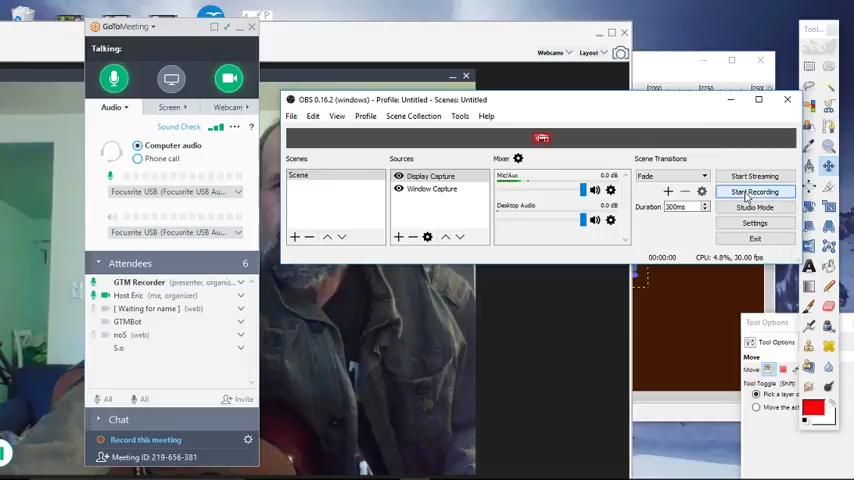 GoToMeeting
Talking:
Audio
Screen
Webcam
Sound Check
Computer audio
Phone call
Focusrite USB (Focusrite USB Au...
Focusrite USB (Focusrite USB Au...
Attendees 6
GTM Recorder (presenter, organiz...
Host Eric (me, organizer)
[ Waiting for name ] (web)
GTMBot
noS (web)
S.o
All
All
Invite
Chat
Record this meeting
Meeting ID: 219-656-381
Webcams
Layout
OBS 0.16.2 (windows) - Profile: Untitled - Scenes: Untitled
File Edit View Profile Scene Collection Tools Help
Scenes
Scene
Sources
Display Capture
Window Capture
Mixer
Mic/Aux 0.0 dB
Desktop Audio 0.0 dB
Scene Transitions
Fade
Duration 300ms
Start Streaming
Start Recording
Studio Mode
Settings
Exit
00:00:00
CPU: 4.8%, 30.00 fps
2000
2250
Tool...
Tool Options
Tool Options
Move
Move:
Tool Toggle (Shift)
Pick a layer o
Move the act